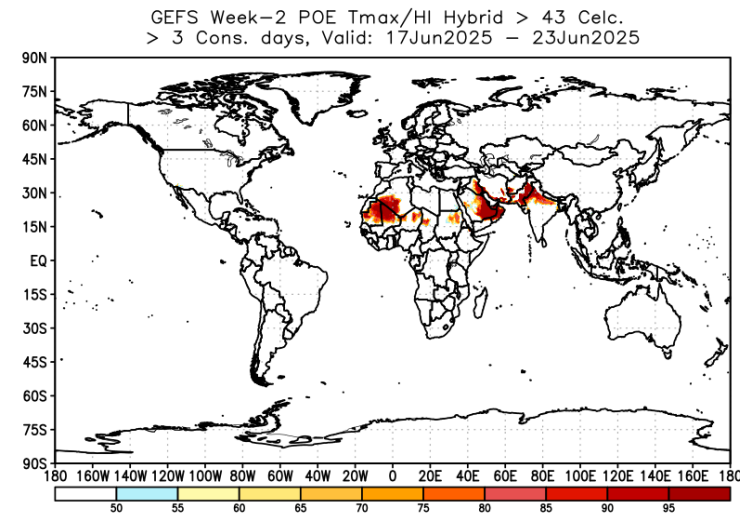 GEFS Week-2 POE Tmax/HI Hybrid > 43 Celc.
> 3 Cons. days, Valid: 17Jun2025 - 23Jun2025
90N
75N
60N
45N
30N
15N
EQ
15S
30S
45S
60S
75S
90S
180 160W 140W 120W 100W 80W 60W 40W 20W 0 20E 40E 60E 80E 100E 120E 140E 160E 180
50 55 60 65 70 75 80 85 90 95